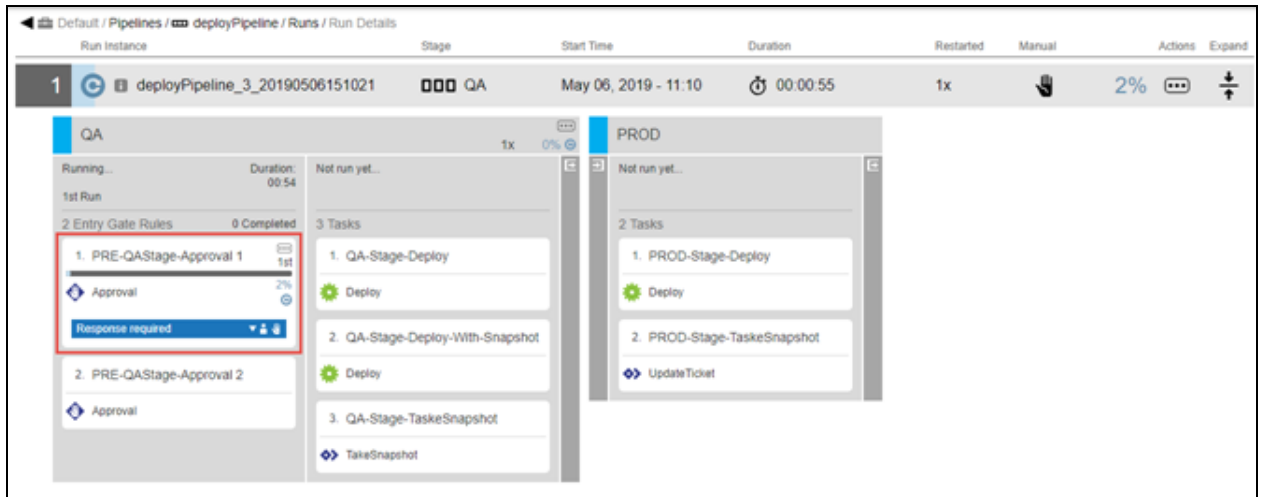 Default / Pipelines / deployPipeline / Runs / Run Details
Run Instance Stage Start Time Duration Restarted Manual Actions Expand
1 deployPipeline_3_20190506151021 QA May 06, 2019 - 11:10 00:00:55 1x 2%
QA 1x 0%
Running... Duration: 00:54
1st Run
2 Entry Gate Rules 0 Completed
1. PRE-QAStage-Approval 1 1st
Approval 2%
Response required
2. PRE-QAStage-Approval 2
Approval
Not run yet...
3 Tasks
1. QA-Stage-Deploy
Deploy
2. QA-Stage-Deploy-With-Snapshot
Deploy
3. QA-Stage-TaskeSnapshot
TakeSnapshot
PROD
Not run yet...
2 Tasks
1. PROD-Stage-Deploy
Deploy
2. PROD-Stage-TaskeSnapshot
UpdateTicket